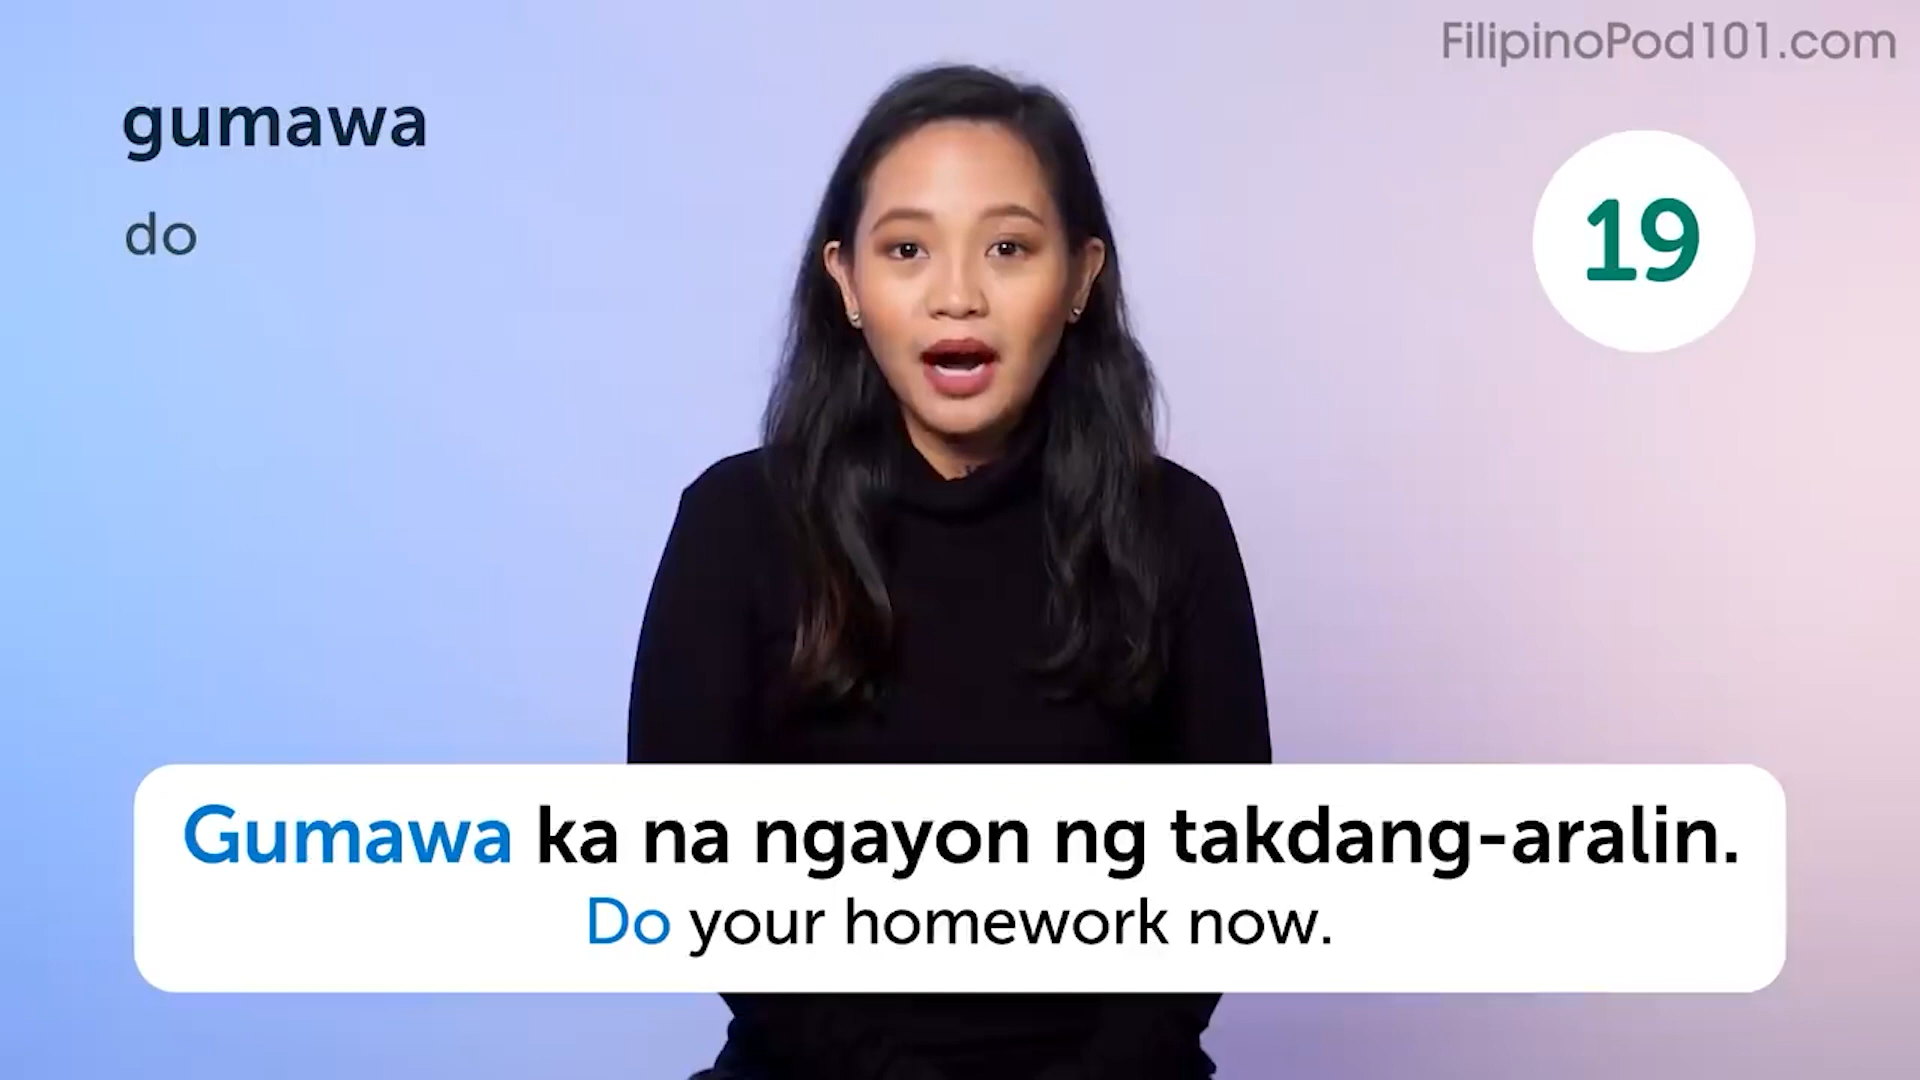 FilipinoPod101.com
gumawa
do
19
Gumawa ka na ngayon ng takdang-aralin.
Do your homework now.